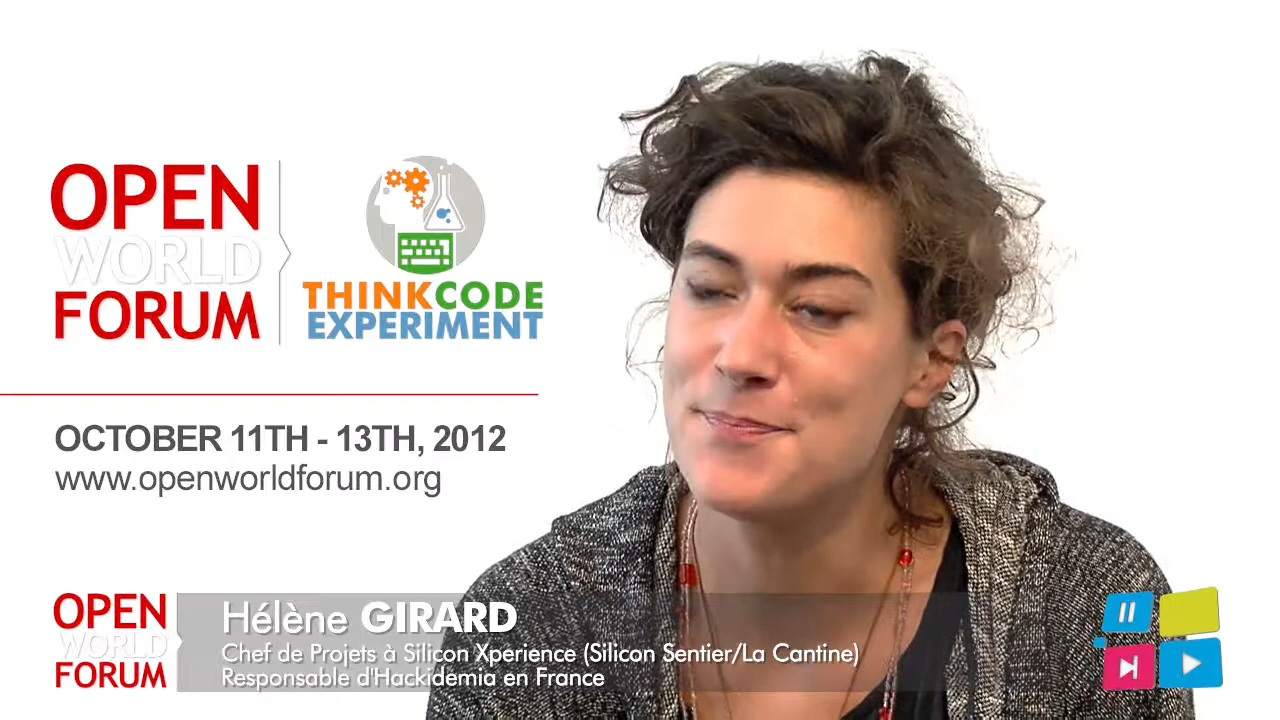 OPEN
WORLD
FORUM
THINKCODE
EXPERIMENT
OCTOBER 11TH - 13TH, 2012
www.openworldforum.org
OPEN
WORLD
FORUM
Hélène GIRARD
Chef de Projets à Silicon Xperience (Silicon Sentier/La Cantine)
Responsable d'Hackidemia en France